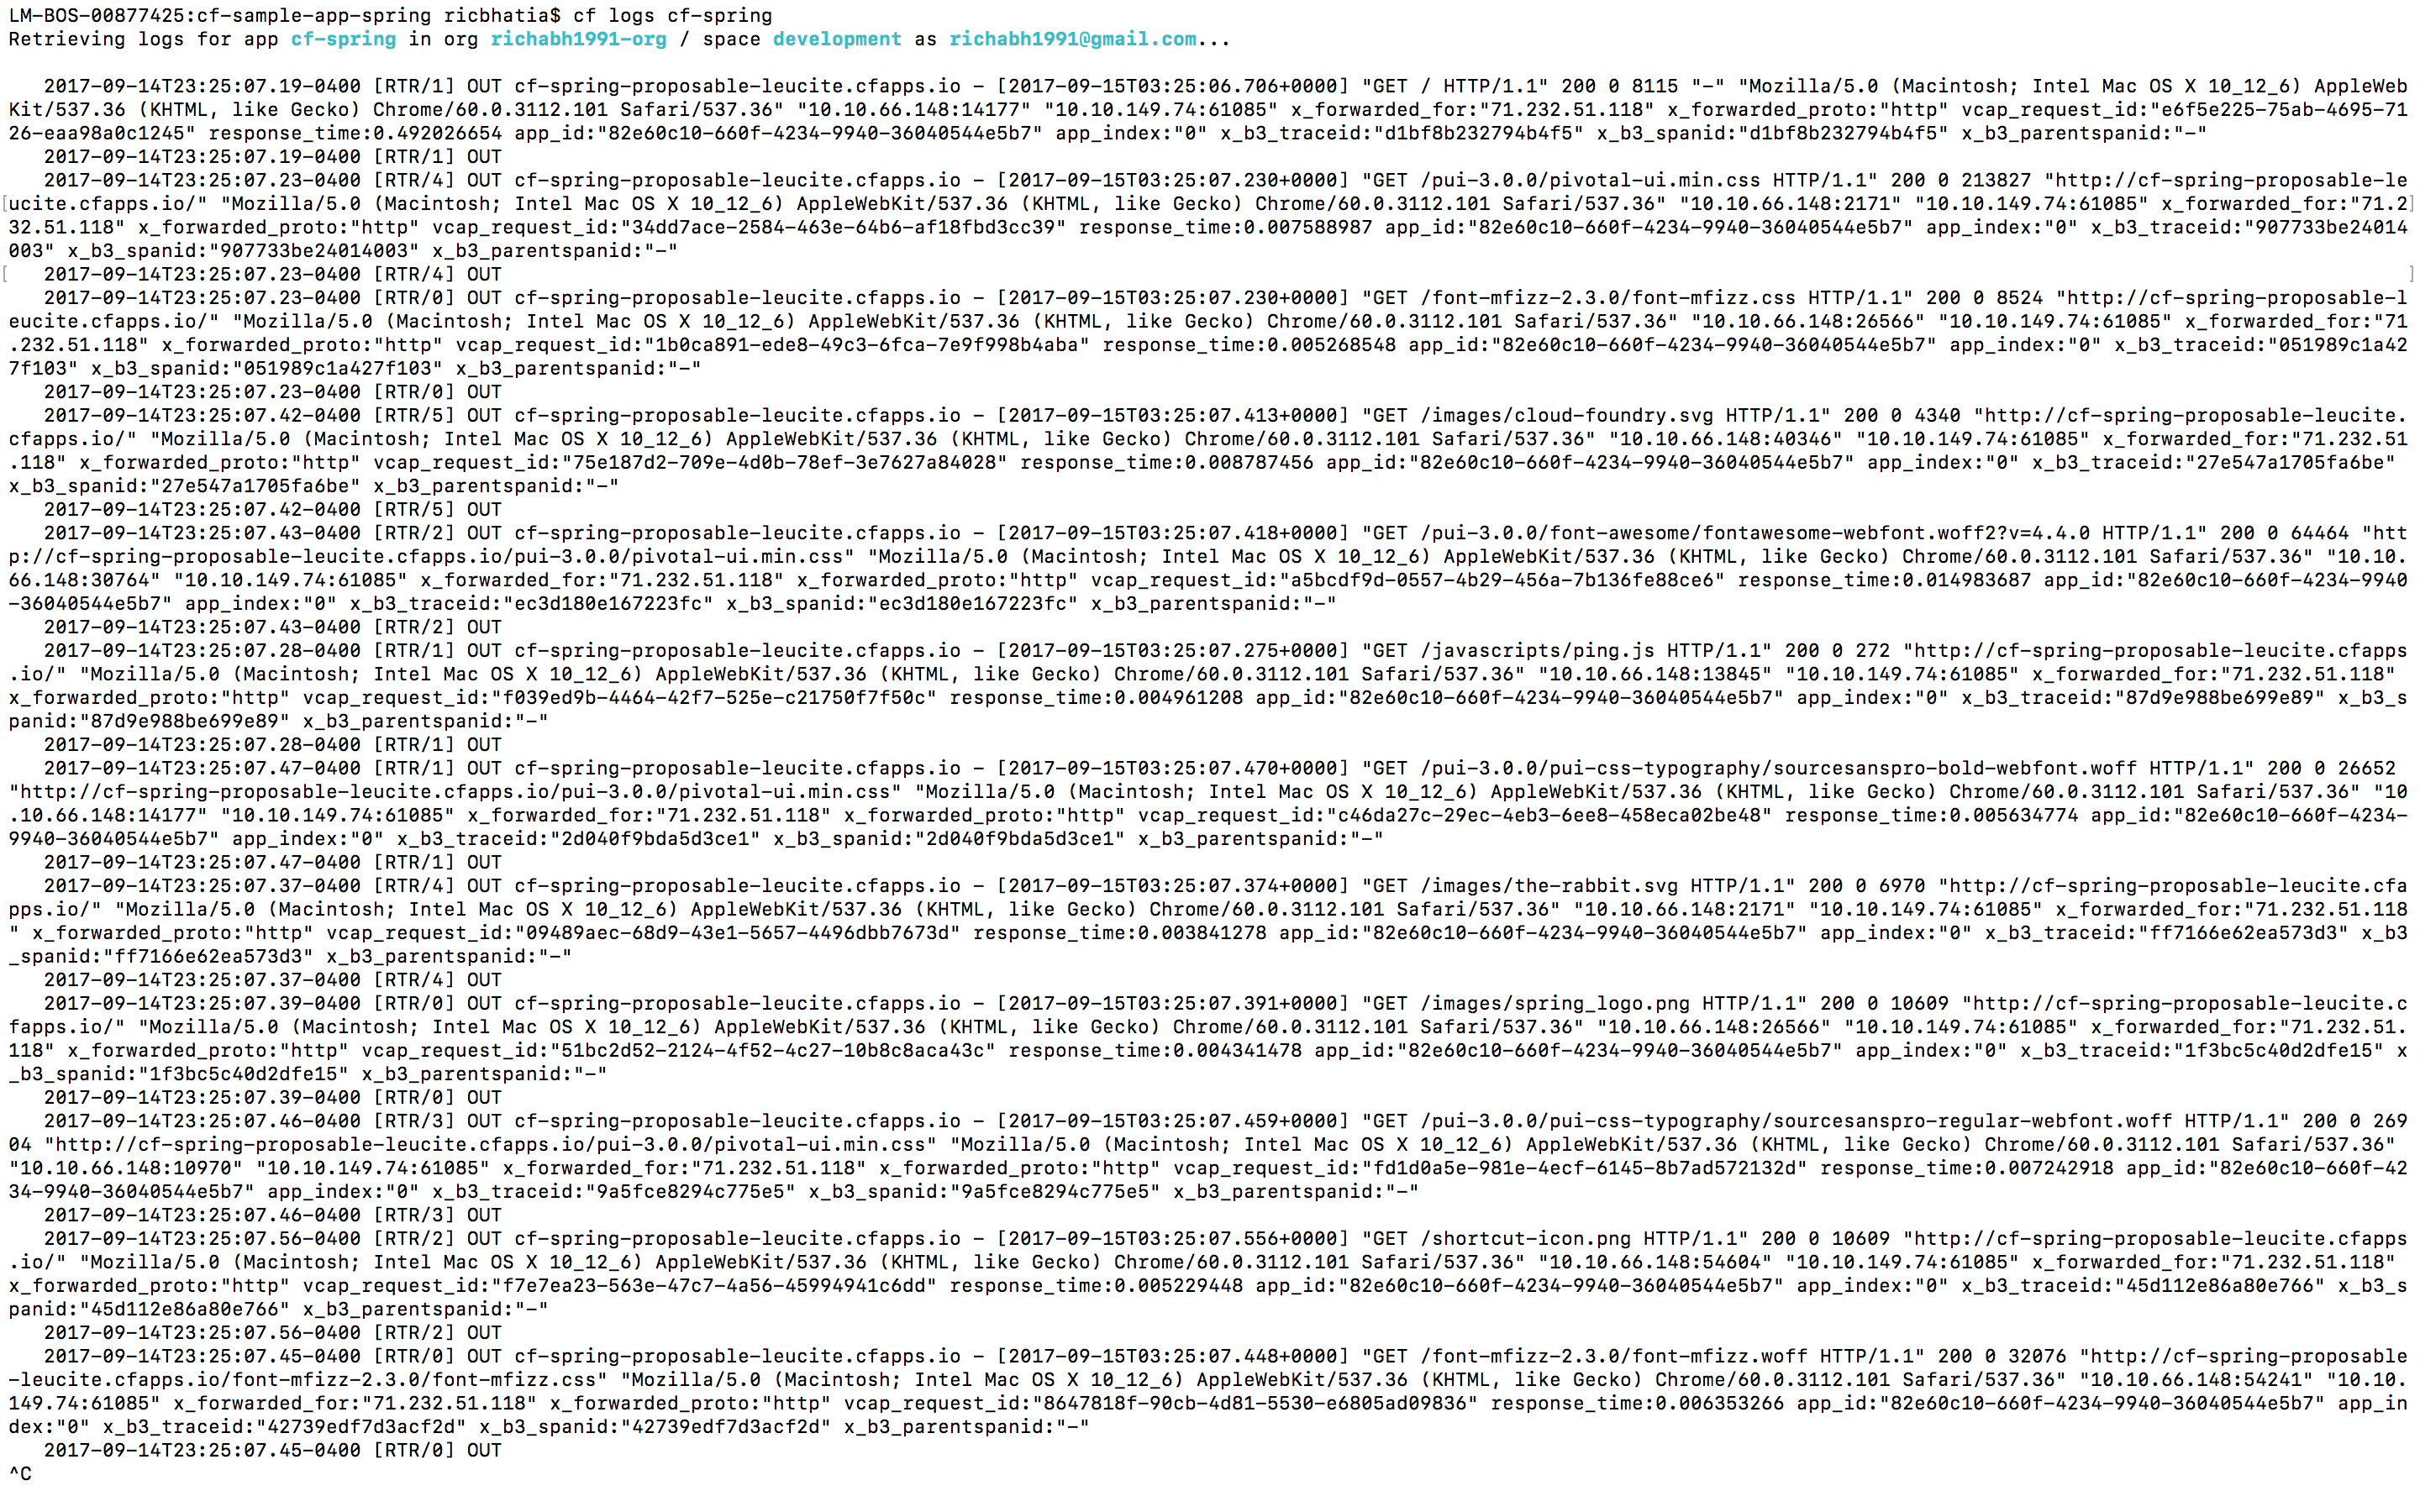 LM-BOS-00877425:cf-sample-app-spring ricbhatia$ cf logs cf-spring
Retrieving logs for app cf-spring in org richabh1991-org / space development as richabh1991@gmail.com...
2017-09-14T23:25:07.19-0400 [RTR/1] OUT cf-spring-proposable-leucite.cfapps.io - [2017-09-15T03:25:06.706+0000] "GET / HTTP/1.1" 200 0 8115 "-" "Mozilla/5.0 (Macintosh; Intel Mac OS X 10_12_6) AppleWeb
Kit/537.36 (KHTML, like Gecko) Chrome/60.0.3112.101 Safari/537.36" "10.10.66.148:14177" "10.10.149.74:61085" x_forwarded_for:"71.232.51.118" x_forwarded_proto:"http" vcap_request_id:"e6f5e225-75ab-4695-71
26-eaa98a0c1245" response_time:0.492026654 app_id:"82e60c10-660f-4234-9940-36040544e5b7" app_index:"0" x_b3_traceid:"d1bf8b232794b4f5" x_b3_spanid:"d1bf8b232794b4f5" x_b3_parentspanid:"-"
2017-09-14T23:25:07.19-0400 [RTR/1] OUT
2017-09-14T23:25:07.23-0400 [RTR/4] OUT cf-spring-proposable-leucite.cfapps.io - [2017-09-15T03:25:07.230+0000] "GET /pui-3.0.0/pivotal-ui.min.css HTTP/1.1" 200 0 213827 "http://cf-spring-proposable-le
[ucite.cfapps.io/" "Mozilla/5.0 (Macintosh; Intel Mac OS X 10_12_6) AppleWebKit/537.36 (KHTML, like Gecko) Chrome/60.0.3112.101 Safari/537.36" "10.10.66.148:2171" "10.10.149.74:61085" x_forwarded_for:"71.2]
32.51.118" x_forwarded_proto:"http" vcap_request_id:"34dd7ace-2584-463e-64b6-af18fbd3cc39" response_time:0.007588987 app_id:"82e60c10-660f-4234-9940-36040544e5b7" app_index:"0" x_b3_traceid:"907733be24014
003" x_b3_spanid:"907733be24014003" x_b3_parentspanid:"-"
[ 2017-09-14T23:25:07.23-0400 [RTR/4] OUT ]
2017-09-14T23:25:07.23-0400 [RTR/0] OUT cf-spring-proposable-leucite.cfapps.io - [2017-09-15T03:25:07.230+0000] "GET /font-mfizz-2.3.0/font-mfizz.css HTTP/1.1" 200 0 8524 "http://cf-spring-proposable-l
eucite.cfapps.io/" "Mozilla/5.0 (Macintosh; Intel Mac OS X 10_12_6) AppleWebKit/537.36 (KHTML, like Gecko) Chrome/60.0.3112.101 Safari/537.36" "10.10.66.148:26566" "10.10.149.74:61085" x_forwarded_for:"71
.232.51.118" x_forwarded_proto:"http" vcap_request_id:"1b0ca891-ede8-49c3-6fca-7e9f998b4aba" response_time:0.005268548 app_id:"82e60c10-660f-4234-9940-36040544e5b7" app_index:"0" x_b3_traceid:"051989c1a42
7f103" x_b3_spanid:"051989c1a427f103" x_b3_parentspanid:"-"
2017-09-14T23:25:07.23-0400 [RTR/0] OUT
2017-09-14T23:25:07.42-0400 [RTR/5] OUT cf-spring-proposable-leucite.cfapps.io - [2017-09-15T03:25:07.413+0000] "GET /images/cloud-foundry.svg HTTP/1.1" 200 0 4340 "http://cf-spring-proposable-leucite.
cfapps.io/" "Mozilla/5.0 (Macintosh; Intel Mac OS X 10_12_6) AppleWebKit/537.36 (KHTML, like Gecko) Chrome/60.0.3112.101 Safari/537.36" "10.10.66.148:40346" "10.10.149.74:61085" x_forwarded_for:"71.232.51
.118" x_forwarded_proto:"http" vcap_request_id:"75e187d2-709e-4d0b-78ef-3e7627a84028" response_time:0.008787456 app_id:"82e60c10-660f-4234-9940-36040544e5b7" app_index:"0" x_b3_traceid:"27e547a1705fa6be"
x_b3_spanid:"27e547a1705fa6be" x_b3_parentspanid:"-"
2017-09-14T23:25:07.42-0400 [RTR/5] OUT
2017-09-14T23:25:07.43-0400 [RTR/2] OUT cf-spring-proposable-leucite.cfapps.io - [2017-09-15T03:25:07.418+0000] "GET /pui-3.0.0/font-awesome/fontawesome-webfont.woff2?v=4.4.0 HTTP/1.1" 200 0 64464 "htt
p://cf-spring-proposable-leucite.cfapps.io/pui-3.0.0/pivotal-ui.min.css" "Mozilla/5.0 (Macintosh; Intel Mac OS X 10_12_6) AppleWebKit/537.36 (KHTML, like Gecko) Chrome/60.0.3112.101 Safari/537.36" "10.10.
66.148:30764" "10.10.149.74:61085" x_forwarded_for:"71.232.51.118" x_forwarded_proto:"http" vcap_request_id:"a5bcdf9d-0557-4b29-456a-7b136fe88ce6" response_time:0.014983687 app_id:"82e60c10-660f-4234-9940
-36040544e5b7" app_index:"0" x_b3_traceid:"ec3d180e167223fc" x_b3_spanid:"ec3d180e167223fc" x_b3_parentspanid:"-"
2017-09-14T23:25:07.43-0400 [RTR/2] OUT
2017-09-14T23:25:07.28-0400 [RTR/1] OUT cf-spring-proposable-leucite.cfapps.io - [2017-09-15T03:25:07.275+0000] "GET /javascripts/ping.js HTTP/1.1" 200 0 272 "http://cf-spring-proposable-leucite.cfapps
.io/" "Mozilla/5.0 (Macintosh; Intel Mac OS X 10_12_6) AppleWebKit/537.36 (KHTML, like Gecko) Chrome/60.0.3112.101 Safari/537.36" "10.10.66.148:13845" "10.10.149.74:61085" x_forwarded_for:"71.232.51.118"
x_forwarded_proto:"http" vcap_request_id:"f039ed9b-4464-42f7-525e-c21750f7f50c" response_time:0.004961208 app_id:"82e60c10-660f-4234-9940-36040544e5b7" app_index:"0" x_b3_traceid:"87d9e988be699e89" x_b3_s
panid:"87d9e988be699e89" x_b3_parentspanid:"-"
2017-09-14T23:25:07.28-0400 [RTR/1] OUT
2017-09-14T23:25:07.47-0400 [RTR/1] OUT cf-spring-proposable-leucite.cfapps.io - [2017-09-15T03:25:07.470+0000] "GET /pui-3.0.0/pui-css-typography/sourcesanspro-bold-webfont.woff HTTP/1.1" 200 0 26652
"http://cf-spring-proposable-leucite.cfapps.io/pui-3.0.0/pivotal-ui.min.css" "Mozilla/5.0 (Macintosh; Intel Mac OS X 10_12_6) AppleWebKit/537.36 (KHTML, like Gecko) Chrome/60.0.3112.101 Safari/537.36" "10
.10.66.148:14177" "10.10.149.74:61085" x_forwarded_for:"71.232.51.118" x_forwarded_proto:"http" vcap_request_id:"c46da27c-29ec-4eb3-6ee8-458eca02be48" response_time:0.005634774 app_id:"82e60c10-660f-4234-
9940-36040544e5b7" app_index:"0" x_b3_traceid:"2d040f9bda5d3ce1" x_b3_spanid:"2d040f9bda5d3ce1" x_b3_parentspanid:"-"
2017-09-14T23:25:07.47-0400 [RTR/1] OUT
2017-09-14T23:25:07.37-0400 [RTR/4] OUT cf-spring-proposable-leucite.cfapps.io - [2017-09-15T03:25:07.374+0000] "GET /images/the-rabbit.svg HTTP/1.1" 200 0 6970 "http://cf-spring-proposable-leucite.cfa
pps.io/" "Mozilla/5.0 (Macintosh; Intel Mac OS X 10_12_6) AppleWebKit/537.36 (KHTML, like Gecko) Chrome/60.0.3112.101 Safari/537.36" "10.10.66.148:2171" "10.10.149.74:61085" x_forwarded_for:"71.232.51.118
" x_forwarded_proto:"http" vcap_request_id:"09489aec-68d9-43e1-5657-4496dbb7673d" response_time:0.003841278 app_id:"82e60c10-660f-4234-9940-36040544e5b7" app_index:"0" x_b3_traceid:"ff7166e62ea573d3" x_b3
_spanid:"ff7166e62ea573d3" x_b3_parentspanid:"-"
2017-09-14T23:25:07.37-0400 [RTR/4] OUT
2017-09-14T23:25:07.39-0400 [RTR/0] OUT cf-spring-proposable-leucite.cfapps.io - [2017-09-15T03:25:07.391+0000] "GET /images/spring_logo.png HTTP/1.1" 200 0 10609 "http://cf-spring-proposable-leucite.c
fapps.io/" "Mozilla/5.0 (Macintosh; Intel Mac OS X 10_12_6) AppleWebKit/537.36 (KHTML, like Gecko) Chrome/60.0.3112.101 Safari/537.36" "10.10.66.148:26566" "10.10.149.74:61085" x_forwarded_for:"71.232.51.
118" x_forwarded_proto:"http" vcap_request_id:"51bc2d52-2124-4f52-4c27-10b8c8aca43c" response_time:0.004341478 app_id:"82e60c10-660f-4234-9940-36040544e5b7" app_index:"0" x_b3_traceid:"1f3bc5c40d2dfe15" x
_b3_spanid:"1f3bc5c40d2dfe15" x_b3_parentspanid:"-"
2017-09-14T23:25:07.39-0400 [RTR/0] OUT
2017-09-14T23:25:07.46-0400 [RTR/3] OUT cf-spring-proposable-leucite.cfapps.io - [2017-09-15T03:25:07.459+0000] "GET /pui-3.0.0/pui-css-typography/sourcesanspro-regular-webfont.woff HTTP/1.1" 200 0 269
04 "http://cf-spring-proposable-leucite.cfapps.io/pui-3.0.0/pivotal-ui.min.css" "Mozilla/5.0 (Macintosh; Intel Mac OS X 10_12_6) AppleWebKit/537.36 (KHTML, like Gecko) Chrome/60.0.3112.101 Safari/537.36"
"10.10.66.148:10970" "10.10.149.74:61085" x_forwarded_for:"71.232.51.118" x_forwarded_proto:"http" vcap_request_id:"fd1d0a5e-981e-4ecf-6145-8b7ad572132d" response_time:0.007242918 app_id:"82e60c10-660f-42
34-9940-36040544e5b7" app_index:"0" x_b3_traceid:"9a5fce8294c775e5" x_b3_spanid:"9a5fce8294c775e5" x_b3_parentspanid:"-"
2017-09-14T23:25:07.46-0400 [RTR/3] OUT
2017-09-14T23:25:07.56-0400 [RTR/2] OUT cf-spring-proposable-leucite.cfapps.io - [2017-09-15T03:25:07.556+0000] "GET /shortcut-icon.png HTTP/1.1" 200 0 10609 "http://cf-spring-proposable-leucite.cfapps
.io/" "Mozilla/5.0 (Macintosh; Intel Mac OS X 10_12_6) AppleWebKit/537.36 (KHTML, like Gecko) Chrome/60.0.3112.101 Safari/537.36" "10.10.66.148:54604" "10.10.149.74:61085" x_forwarded_for:"71.232.51.118"
x_forwarded_proto:"http" vcap_request_id:"f7e7ea23-563e-47c7-4a56-45994941c6dd" response_time:0.005229448 app_id:"82e60c10-660f-4234-9940-36040544e5b7" app_index:"0" x_b3_traceid:"45d112e86a80e766" x_b3_s
panid:"45d112e86a80e766" x_b3_parentspanid:"-"
2017-09-14T23:25:07.56-0400 [RTR/2] OUT
2017-09-14T23:25:07.45-0400 [RTR/0] OUT cf-spring-proposable-leucite.cfapps.io - [2017-09-15T03:25:07.448+0000] "GET /font-mfizz-2.3.0/font-mfizz.woff HTTP/1.1" 200 0 32076 "http://cf-spring-proposable
-leucite.cfapps.io/font-mfizz-2.3.0/font-mfizz.css" "Mozilla/5.0 (Macintosh; Intel Mac OS X 10_12_6) AppleWebKit/537.36 (KHTML, like Gecko) Chrome/60.0.3112.101 Safari/537.36" "10.10.66.148:54241" "10.10.
149.74:61085" x_forwarded_for:"71.232.51.118" x_forwarded_proto:"http" vcap_request_id:"8647818f-90cb-4d81-5530-e6805ad09836" response_time:0.006353266 app_id:"82e60c10-660f-4234-9940-36040544e5b7" app_in
dex:"0" x_b3_traceid:"42739edf7d3acf2d" x_b3_spanid:"42739edf7d3acf2d" x_b3_parentspanid:"-"
2017-09-14T23:25:07.45-0400 [RTR/0] OUT
^C